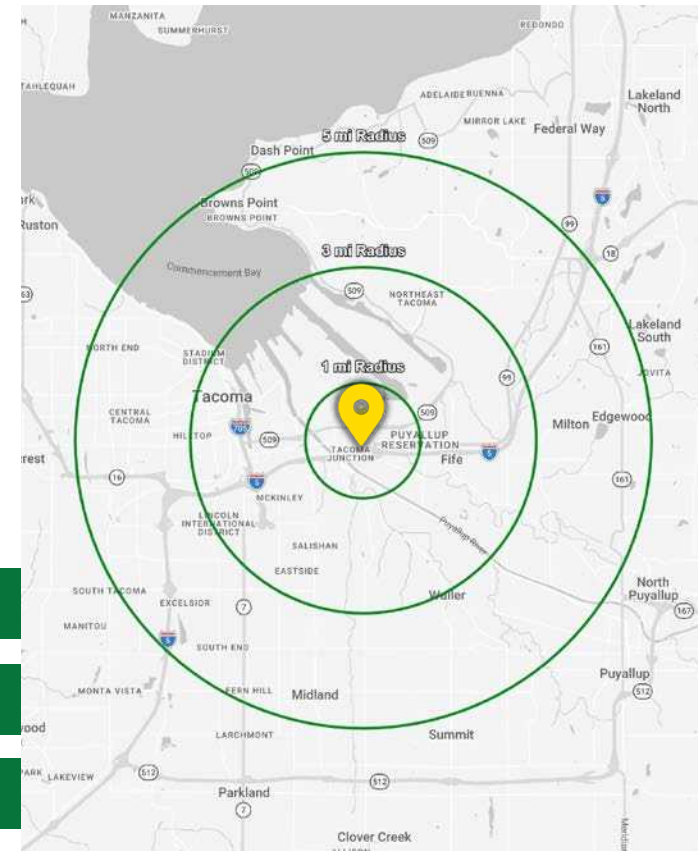 MANZANITA
SUMMERHURST
REDONDO
TAHLEQUAH
ADELAIDE
BUENNA
Lakeland
North
MIRROR LAKE
Federal Way
509
5 mi Radius
509
Dash Point
509
5
Browns Point
BROWNS POINT
Ruston
99
18
3 mi Radius
Commencement Bay
509
NORTHEAST
TACOMA
163
Lakeland
South
161
JOVITA
NORTH END
STADIUM
DISTRICT
1 mi Radius
99
Tacoma
CENTRAL
TACOMA
HILLTOP
705
509
509
PUYALLUP
RESERVATION
TACOMA
JUNCTION
Fife
5
Milton
Edgewood
16
5
161
MCKINLEY
LINCOLN
INTERNATIONAL
DISTRICT
Puyallup River
SALISHAN
EASTSIDE
SOUTH TACOMA
EXCELSIOR
7
Waller
North
Puyallup
167
MANITOU
5
SOUTH END
Puyallup
512
MONTA VISTA
FERN HILL
Midland
LARCHMONT
Summit
LAKEVIEW
512
512
Parkland
7
Clover Creek
Meridian